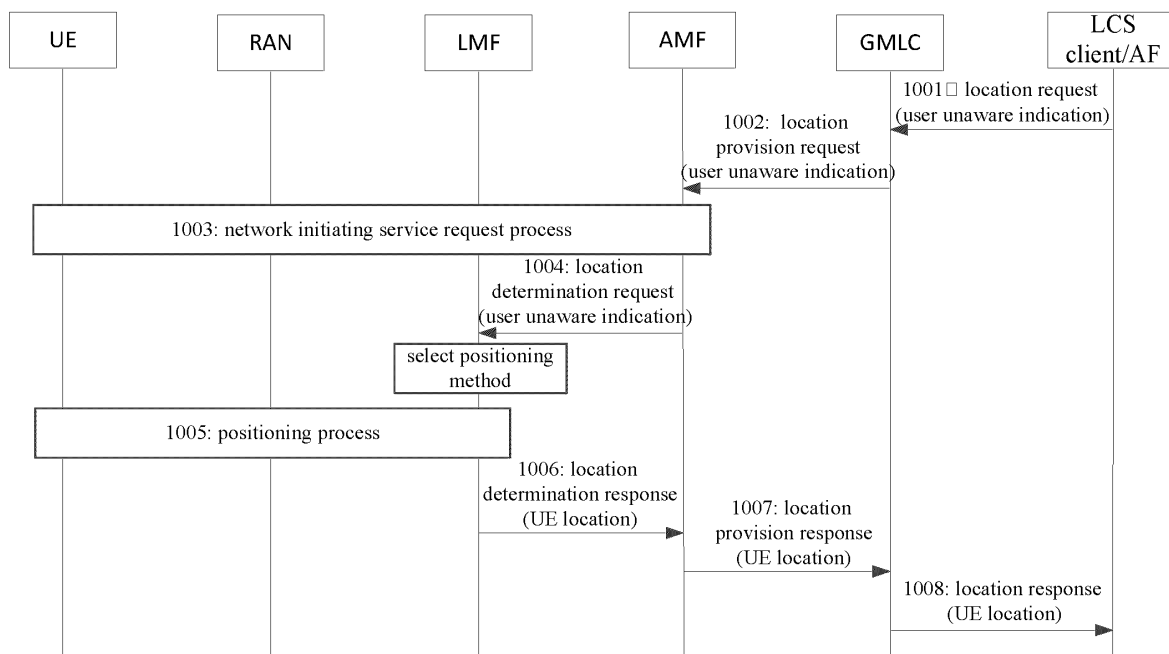 UE
RAN
LMF
AMF
GMLC
LCS
client/AF
1001□ location request
(user unaware indication)
1002: location
provision request
(user unaware indication)
1003: network initiating service request process
1004: location
determination request
(user unaware indication)
select positioning
method
1005: positioning process
1006: location
determination response
(UE location)
1007: location
provision response
(UE location)
1008: location response
(UE location)